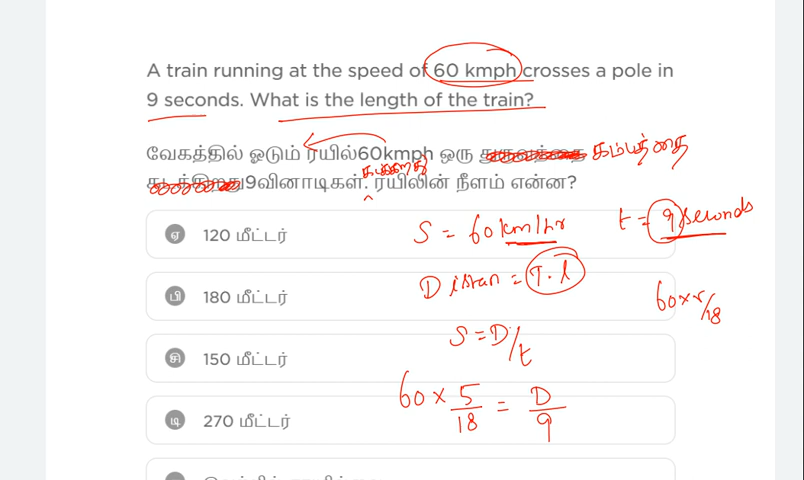 A train running at the speed of 60 kmph crosses a pole in
9 seconds. What is the length of the train?
வேகத்தில் ஓடும் ரயில்60kmph ஒரு கம்பத்தை
9வினாடிகள். ரயிலின் நீளம் என்ன?
ஏ 120 மீட்டர்
S = 60 km/hr
t = 9 seconds
Distan = T.l
பி 180 மீட்டர்
60 x 5/18
S = D/t
சி 150 மீட்டர்
60 × 5/18 = D/9
டி 270 மீட்டர்